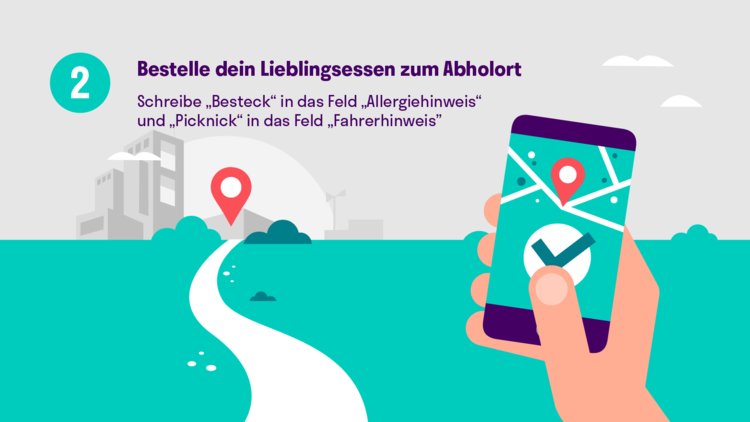 2
Bestelle dein Lieblingsessen zum Abholort
Schreibe „Besteck“ in das Feld „Allergiehinweis“
und „Picknick“ in das Feld „Fahrerhinweis”